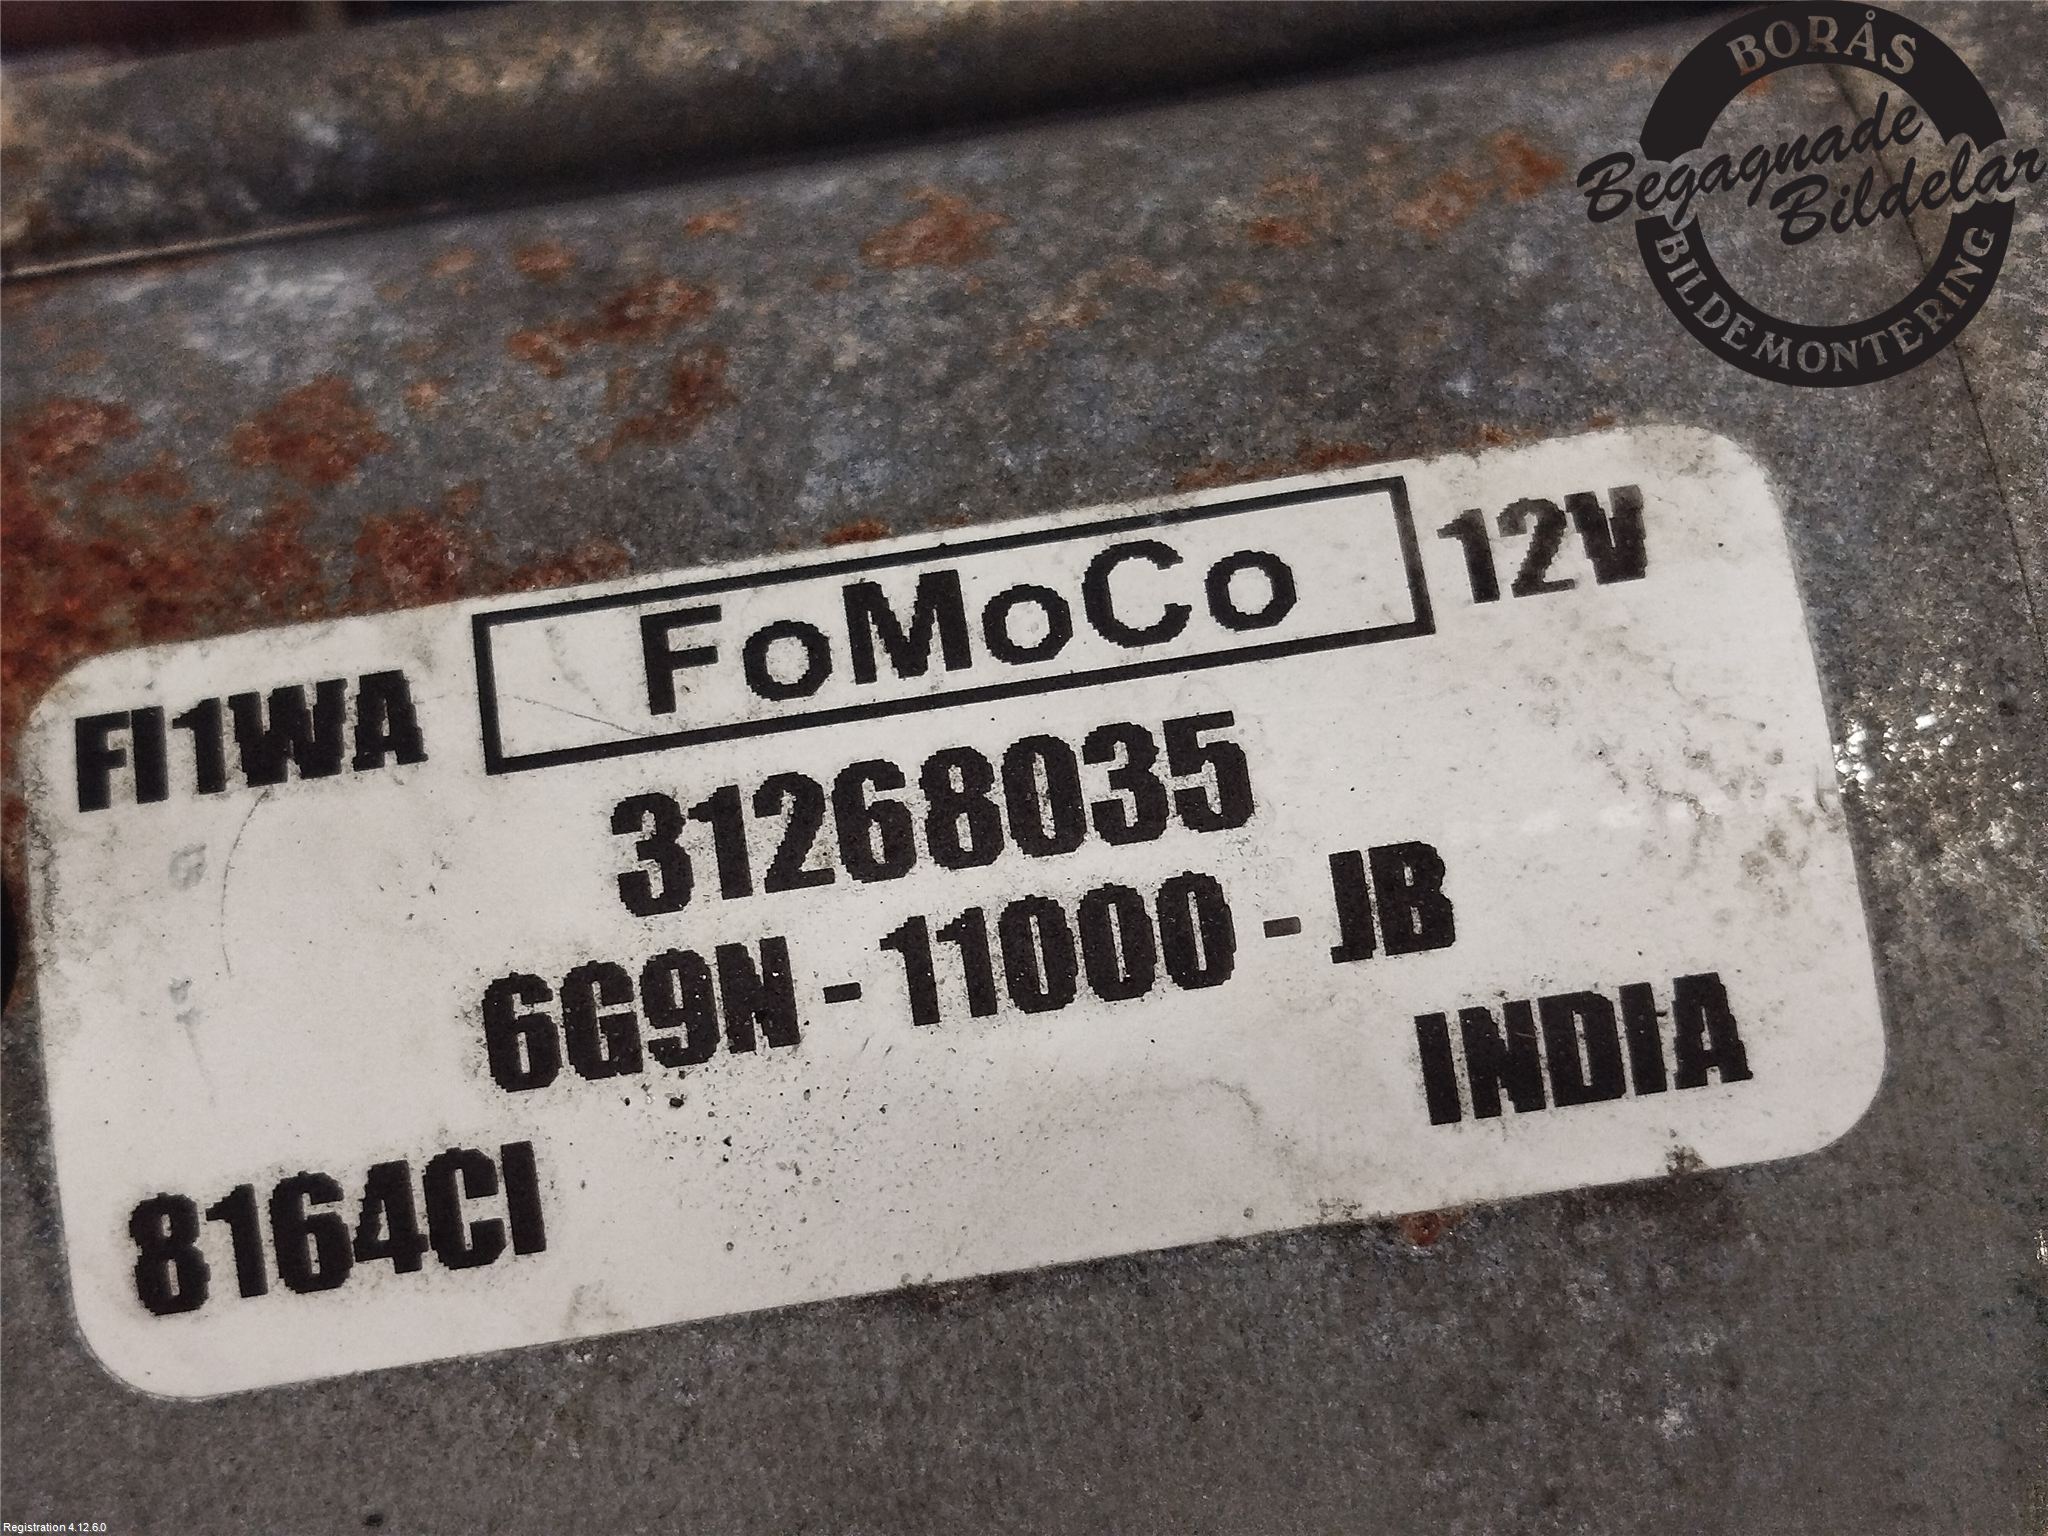 BORÅS
Begagnade
Bildelar
BILDEMONTERING
FoMoCo 12V
FI1WA
31268035
6G9N - 11000 - JB
INDIA
8164CI
Registration 4.12.6.0